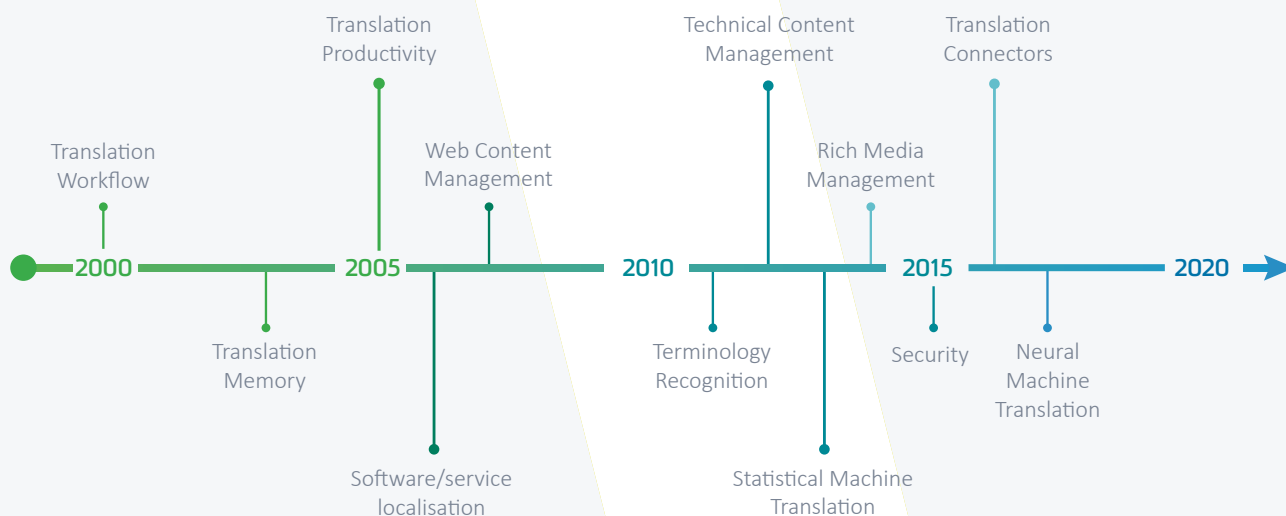 Translation
Productivity
Technical Content
Management
Translation
Connectors
Translation
Workflow
Web Content
Management
Rich Media
Management
2000
2005
2010
2015
2020
Translation
Memory
Terminology
Recognition
Security
Neural
Machine
Translation
Software/service
localisation
Statistical Machine
Translation